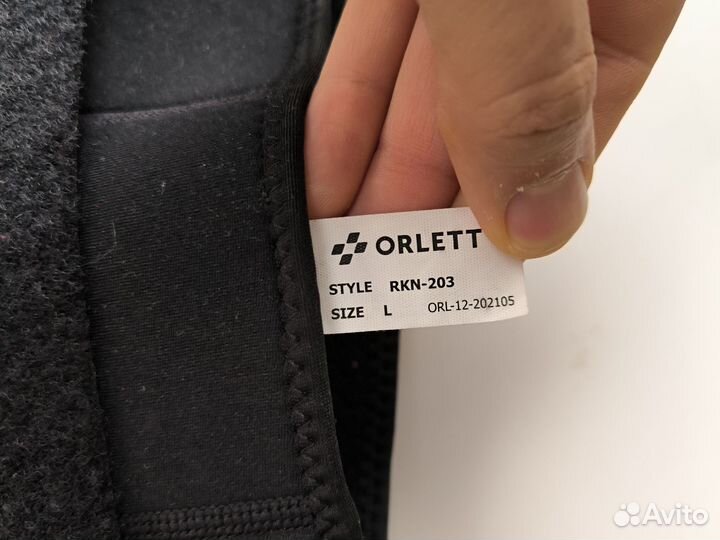 ORLETT
STYLE RKN-203
SIZE L ORL-12-202105
Avito